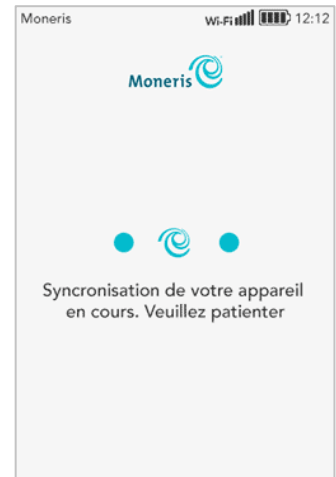 Moneris Wi-Fi 12:12
Moneris
Syncronisation de votre appareil
en cours. Veuillez patienter